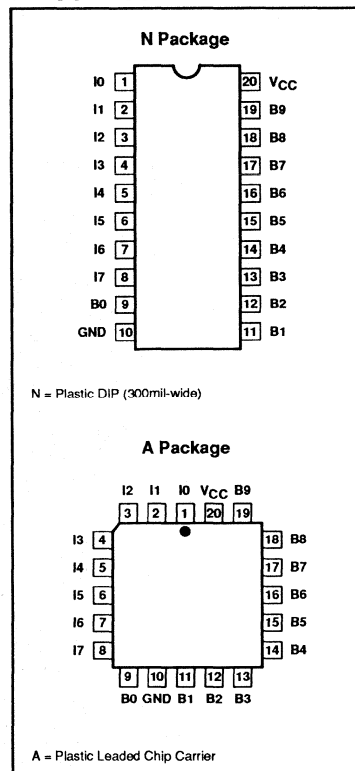 N Package
I0 1 20 VCC
I1 2 19 B9
I2 3 18 B8
I3 4 17 B7
I4 5 16 B6
I5 6 15 B5
I6 7 14 B4
I7 8 13 B3
B0 9 12 B2
GND 10 11 B1
N = Plastic DIP (300mil-wide)
A Package
I2 I1 I0 VCC B9
3 2 1 20 19
I3 4 18 B8
I4 5 17 B7
I5 6 16 B6
I6 7 15 B5
I7 8 14 B4
9 10 11 12 13
B0 GND B1 B2 B3
A = Plastic Leaded Chip Carrier